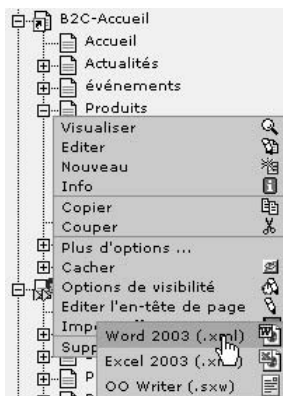 B2C-Accueil
Accueil
Actualités
événements
Produits
Visualiser
Editer
Nouveau
Info
Copier
Couper
Plus d'options ...
Cacher
Options de visibilité
Editer l'en-tête de page
Word 2003 (.xml)
Excel 2003
OO Writer (.sxw)